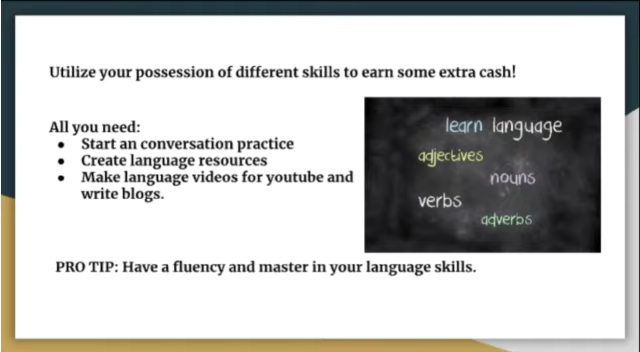 Utilize your possession of different skills to earn some extra cash!
All you need:
● Start an conversation practice
● Create language resources
● Make language videos for youtube and
write blogs.
learn language
adjectives
nouns
verbs
adverbs
PRO TIP: Have a fluency and master in your language skills.